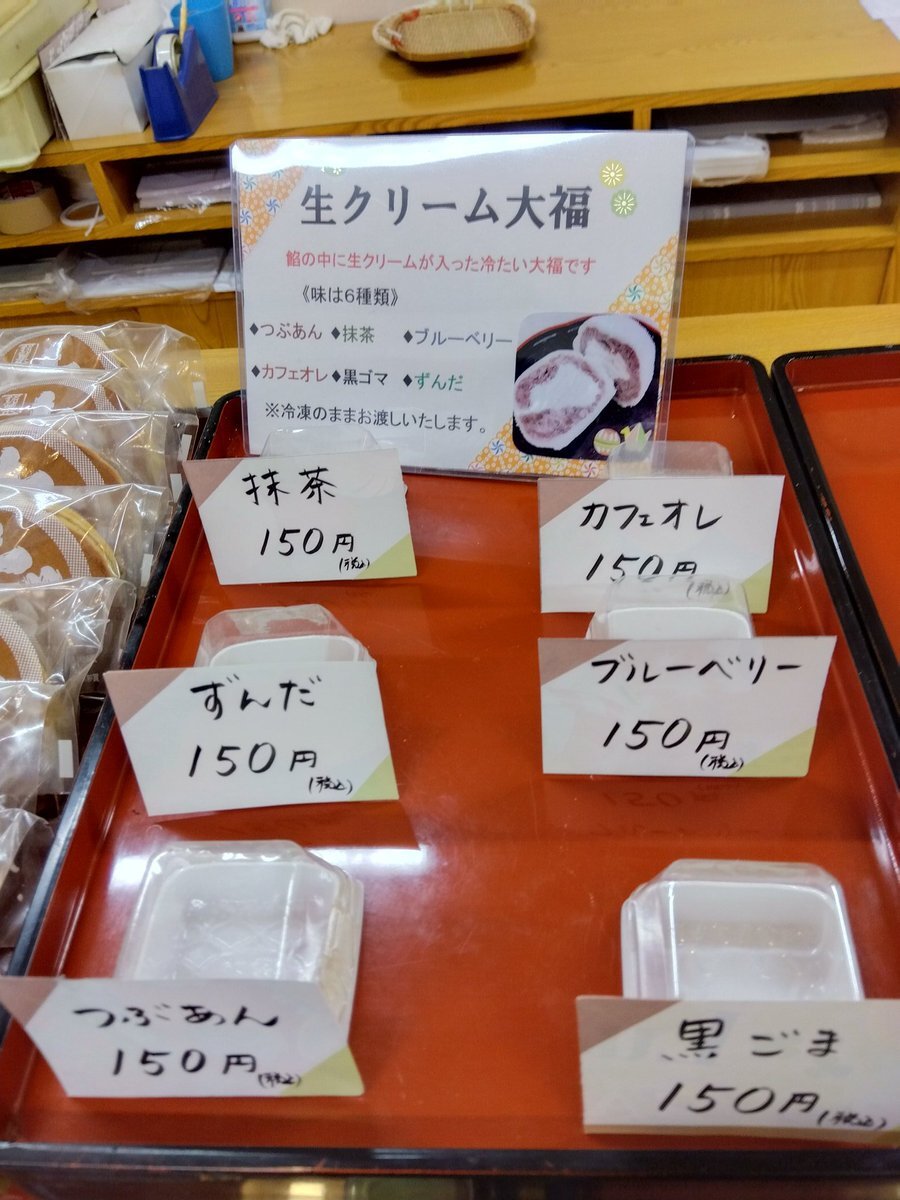 生クリーム大福
餡の中に生クリームが入った冷たい大福です
《味は6種類》
♦つぶあん ♦抹茶 ♦ブルーベリー
♦カフェオレ ♦黒ゴマ ♦ずんだ
※冷凍のままお渡しいたします。
抹茶
150円
(税込)
カフェオレ
150円
(税込)
ずんだ
150円
(税込)
ブルーベリー
150円
(税込)
つぶあん
150円
(税込)
黒ごま
150円
(税込)